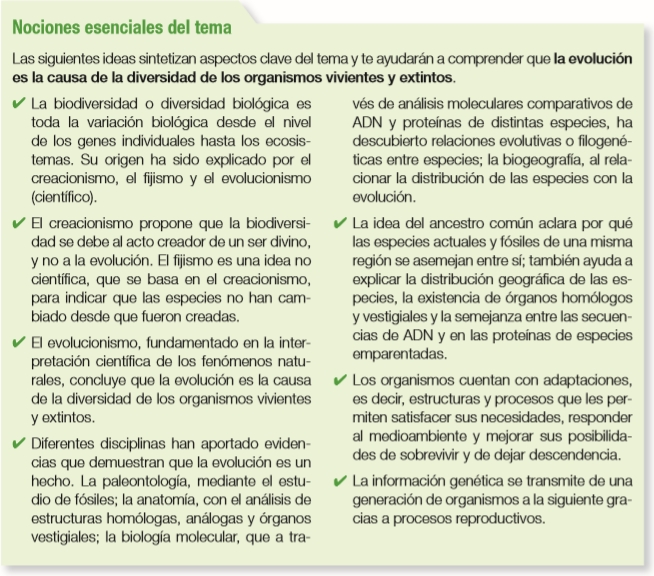 Nociones esenciales del tema
Las siguientes ideas sintetizan aspectos clave del tema y te ayudarán a comprender que la evolución
es la causa de la diversidad de los organismos vivientes y extintos.
✔ La biodiversidad o diversidad biológica es
toda la variación biológica desde el nivel
de los genes individuales hasta los ecosis-
temas. Su origen ha sido explicado por el
creacionismo, el fijismo y el evolucionismo
(científico).
✔ El creacionismo propone que la biodiversi-
dad se debe al acto creador de un ser divino,
y no a la evolución. El fijismo es una idea no
científica, que se basa en el creacionismo,
para indicar que las especies no han cam-
biado desde que fueron creadas.
✔ El evolucionismo, fundamentado en la inter-
pretación científica de los fenómenos natu-
rales, concluye que la evolución es la causa
de la diversidad de los organismos vivientes
y extintos.
✔ Diferentes disciplinas han aportado eviden-
cias que demuestran que la evolución es un
hecho. La paleontología, mediante el estu-
dio de fósiles; la anatomía, con el análisis de
estructuras homólogas, análogas y órganos
vestigiales; la biología molecular, que a tra-
vés de análisis moleculares comparativos de
ADN y proteínas de distintas especies, ha
descubierto relaciones evolutivas o filogené-
ticas entre especies; la biogeografía, al rela-
cionar la distribución de las especies con la
evolución.
✔ La idea del ancestro común aclara por qué
las especies actuales y fósiles de una misma
región se asemejan entre sí; también ayuda a
explicar la distribución geográfica de las es-
pecies, la existencia de órganos homólogos
y vestigiales y la semejanza entre las secuen-
cias de ADN y en las proteínas de especies
emparentadas.
✔ Los organismos cuentan con adaptaciones,
es decir, estructuras y procesos que les per-
miten satisfacer sus necesidades, responder
al medioambiente y mejorar sus posibilida-
des de sobrevivir y de dejar descendencia.
✔ La información genética se transmite de una
generación de organismos a la siguiente gra-
cias a procesos reproductivos.